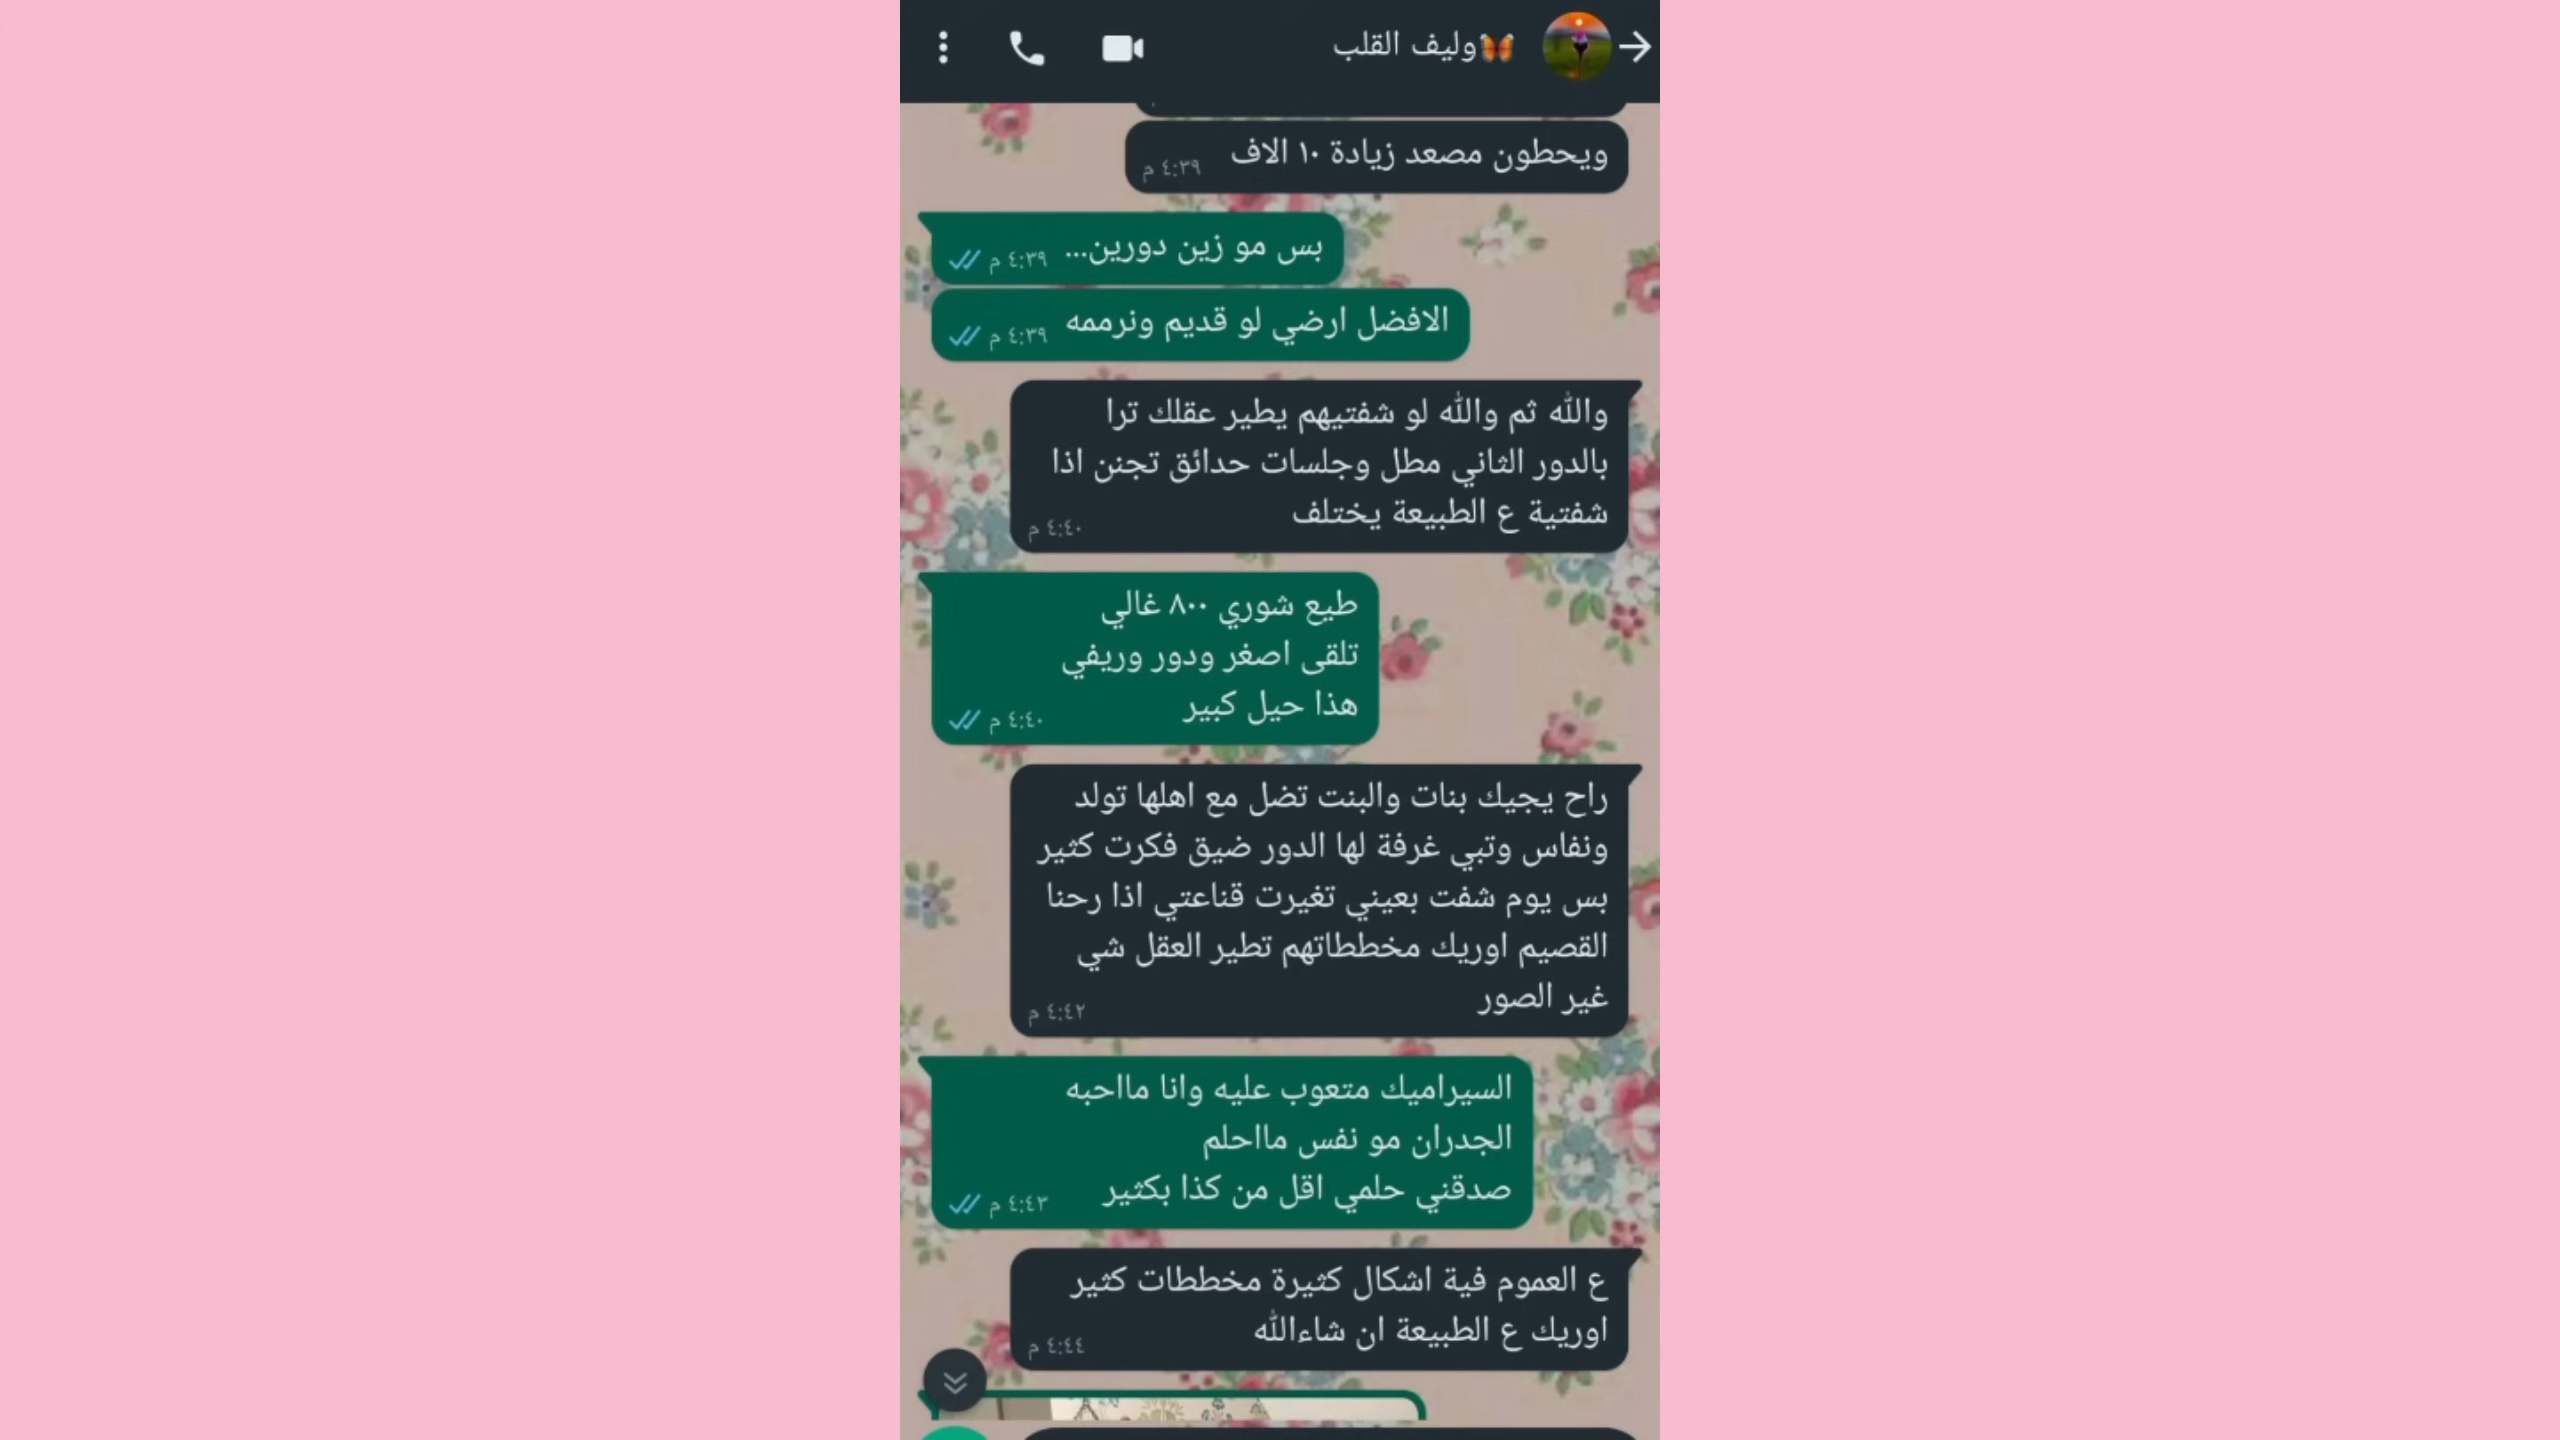 🦋وليف القلب
ويحطون مصعد زيادة ١٠ الاف
٤:٣٩ م
بس مو زين دورين...
٤:٣٩ م
الافضل ارضي لو قديم ونرممه
٤:٣٩ م
والله ثم والله لو شفتيهم يطير عقلك ترا
بالدور الثاني مطل وجلسات حدائق تجنن اذا
شفتية ع الطبيعة يختلف
٤:٤٠ م
طيع شوري ٨٠٠ غالي
تلقى اصغر ودور وريفي
هذا حيل كبير
٤:٤٠ م
راح يجيك بنات والبنت تضل مع اهلها تولد
ونفاس وتبي غرفة لها الدور ضيق فكرت كثير
بس يوم شفت بعيني تغيرت قناعتي اذا رحنا
القصيم اوريك مخططاتهم تطير العقل شي
غير الصور
٤:٤٢ م
السيراميك متعوب عليه وانا مااحبه
الجدران مو نفس مااحلم
صدقني حلمي اقل من كذا بكثير
٤:٤٣ م
ع العموم فية اشكال كثيرة مخططات كثير
اوريك ع الطبيعة ان شاءالله
٤:٤٤ م